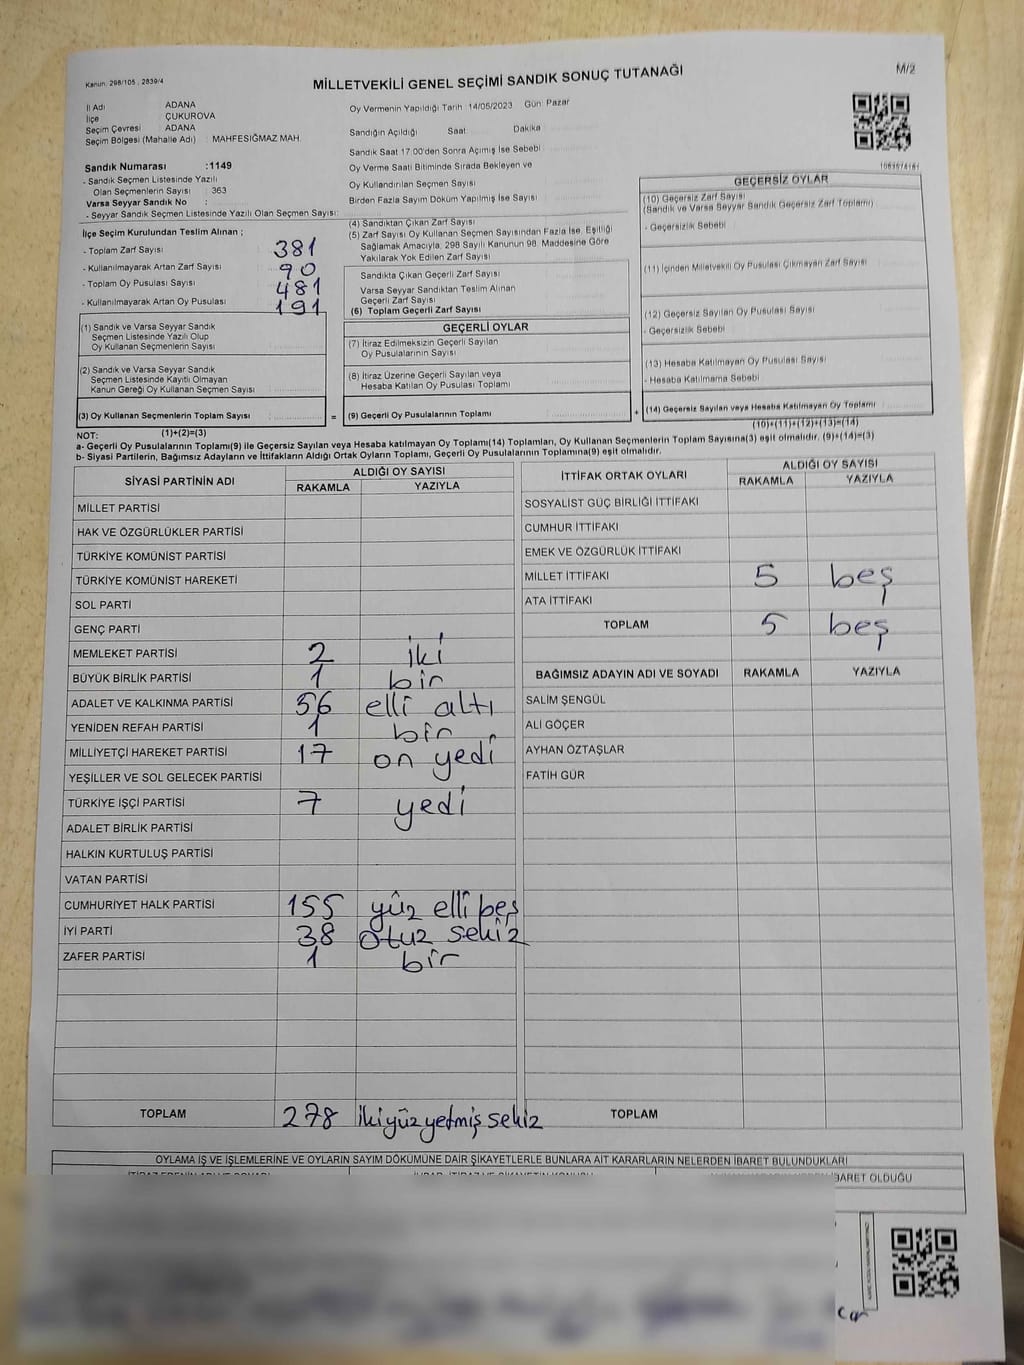 Kanun: 298/105 , 2839/4
MİLLETVEKİLİ GENEL SEÇİMİ SANDIK SONUÇ TUTANAĞI
M/2
İl Adı : ADANA
İlçe : ÇUKUROVA
Seçim Çevresi : ADANA
Seçim Bölgesi (Mahalle Adı) : MAHFESIĞMAZ MAH.
Sandık Numarası :1149
- Sandık Seçmen Listesinde Yazılı
Olan Seçmenlerin Sayısı : 363
Varsa Seyyar Sandık No :
- Seyyar Sandık Seçmen Listesinde Yazılı Olan Seçmen Sayısı:
Oy Vermenin Yapıldığı Tarih 14/05/2023 Gün: Pazar
Sandığın Açıldığı Saat: Dakika
Sandık Saat 17.00'den Sonra Açımış İse Sebebi
Oy Verme Saati Bitiminde Sırada Bekleyen ve
Oy Kullandırılan Seçmen Sayısı
Birden Fazla Sayım Döküm Yapılmış İse Sayısı
İlçe Seçim Kurulundan Teslim Alınan ;
- Toplam Zarf Sayısı 381
- Kullanılmayarak Artan Zarf Sayısı 90
- Toplam Oy Pusulası Sayısı 481
- Kullanılmayarak Artan Oy Pusulası 191
(1) Sandık ve Varsa Seyyar Sandık
Seçmen Listesinde Yazılı Olup
Oy Kullanan Seçmenlerin Sayısı
(2) Sandık ve Varsa Seyyar Sandık
Seçmen Listesinde Kayıtlı Olmayan
Kanun Gereği Oy Kullanan Seçmen Sayısı
(3) Oy Kullanan Seçmenlerin Toplam Sayısı
(1)+(2)=(3)
(4) Sandıktan Çıkan Zarf Sayısı
(5) Zarf Sayısı Oy Kullanan Seçmen Sayısından Fazla İse, Eşitliği
Sağlamak Amacıyla, 298 Sayılı Kanunun 98. Maddesine Göre
Yakılarak Yok Edilen Zarf Sayısı
Sandıkta Çıkan Geçerli Zarf Sayısı
Varsa Seyyar Sandıktan Teslim Alınan
Geçerli Zarf Sayısı
(6) Toplam Geçerli Zarf Sayısı
GEÇERLİ OYLAR
(7) İtiraz Edilmeksizin Geçerli Sayılan
Oy Pusulalarının Sayısı
(8) İtiraz Üzerine Geçerli Sayılan veya
Hesaba Katılan Oy Pusulası Toplamı
= (9) Geçerli Oy Pusulalarının Toplamı
GEÇERSİZ OYLAR
(10) Geçersiz Zarf Sayısı
(Sandık ve Varsa Seyyar Sandık Geçersiz Zarf Toplamı)
- Geçersizlik Sebebi
(11) İçinden Milletvekili Oy Pusulası Çıkmayan Zarf Sayısı
(12) Geçersiz Sayılan Oy Pusulası Sayısı
- Geçersizlik Sebebi
(13) Hesaba Katılmayan Oy Pusulası Sayısı
- Hesaba Katılmama Sebebi
+ (14) Geçersiz Sayılan veya Hesaba Katılmayan Oy Toplamı
(10)+(11)+(12)+(13)=(14)
NOT:
a- Geçerli Oy Pusulalarının Toplamı(9) ile Geçersiz Sayılan veya Hesaba katılmayan Oy Toplamı(14) Toplamları, Oy Kullanan Seçmenlerin Toplam Sayısına(3) eşit olmalıdır. (9)+(14)=(3)
b- Siyasi Partilerin, Bağımsız Adayların ve İttifakların Aldığı Ortak Oyların Toplamı, Geçerli Oy Pusulalarının Toplamına(9) eşit olmalıdır.
SİYASİ PARTİNİN ADI ALDIĞI OY SAYISI
RAKAMLA YAZIYLA
MİLLET PARTİSİ
HAK VE ÖZGÜRLÜKLER PARTİSİ
TÜRKİYE KOMÜNİST PARTİSİ
TÜRKİYE KOMÜNİST HAREKETİ
SOL PARTİ
GENÇ PARTİ
MEMLEKET PARTİSİ 2 iki
BÜYÜK BİRLİK PARTİSİ 1 bir
ADALET VE KALKINMA PARTİSİ 56 elli altı
YENİDEN REFAH PARTİSİ 1 bir
MİLLİYETÇİ HAREKET PARTİSİ 17 on yedi
YEŞİLLER VE SOL GELECEK PARTİSİ
TÜRKİYE İŞÇİ PARTİSİ 7 yedi
ADALET BİRLİK PARTİSİ
HALKIN KURTULUŞ PARTİSİ
VATAN PARTİSİ
CUMHURİYET HALK PARTİSİ 155 yüz elli beş
İYİ PARTİ 38 otuz sekiz
ZAFER PARTİSİ 1 bir
TOPLAM 278 ikiyüzyetmiş sekiz
İTTİFAK ORTAK OYLARI ALDIĞI OY SAYISI
RAKAMLA YAZIYLA
SOSYALİST GÜÇ BİRLİĞİ İTTİFAKI
CUMHUR İTTİFAKI
EMEK VE ÖZGÜRLÜK İTTİFAKI
MİLLET İTTİFAKI 5 beş
ATA İTTİFAKI
TOPLAM 5 beş
BAĞIMSIZ ADAYIN ADI VE SOYADI RAKAMLA YAZIYLA
SALİM ŞENGÜL
ALİ GÖÇER
AYHAN ÖZTAŞLAR
FATİH GÜR
TOPLAM
OYLAMA İŞ VE İŞLEMLERİNE VE OYLARIN SAYIM DÖKÜMÜNE DAİR ŞİKAYETLERLE BUNLARA AİT KARARLARIN NELERDEN İBARET BULUNDUKLARI
İBARET OLDUĞU